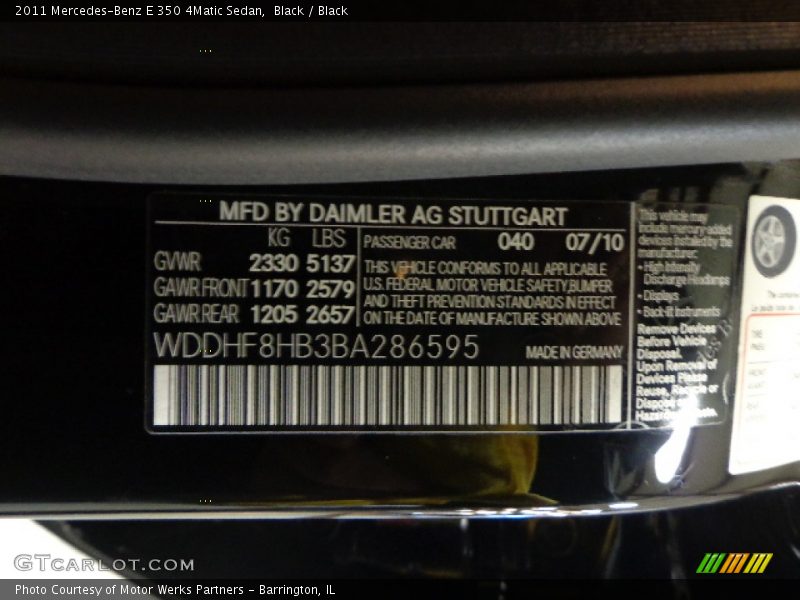 2011 Mercedes-Benz E 350 4Matic Sedan, Black / Black
MFD BY DAIMLER AG STUTTGART
KG LBS
GVWR 2330 5137
GAWR FRONT 1170 2579
GAWR REAR 1205 2657
PASSENGER CAR 040 07/10
THIS VEHICLE CONFORMS TO ALL APPLICABLE
U.S. FEDERAL MOTOR VEHICLE SAFETY, BUMPER
AND THEFT PREVENTION STANDARDS IN EFFECT
ON THE DATE OF MANUFACTURE SHOWN ABOVE
WDDHF8HB3BA286595 MADE IN GERMANY
This vehicle may
include mercury-added
devices installed by the
manufacturer:
• High Intensity
Discharge Headlamps
• Displays
• Back-lit Instruments
Remove Devices
Before Vehicle
Disposal.
Upon Removal of
Devices Please
Reuse, Recycle or
Dispose
GTCARLOT.COM
Photo Courtesy of Motor Werks Partners - Barrington, IL